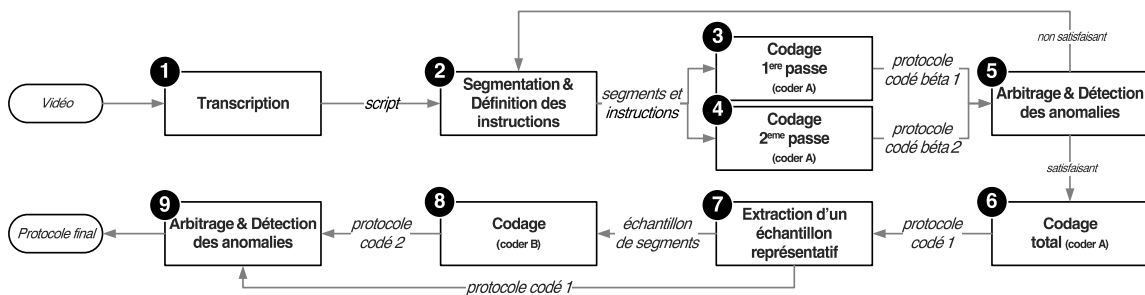 non satisfaisant
1
2
3
Codage
1ere passe
(coder A)
protocole
codé béta 1
5
Vidéo
Transcription
script
Segmentation &
Définition des
instructions
segments et
instructions
4
Codage
2eme passe
(coder A)
protocole
codé béta 2
Arbitrage & Détection
des anomalies
satisfaisant
9
8
7
6
Protocole final
Arbitrage & Détection
des anomalies
protocole
codé 2
Codage
(coder B)
échantillon
de segments
Extraction d'un
échantillon
représentatif
protocole
codé 1
Codage
total (coder A)
protocole codé 1